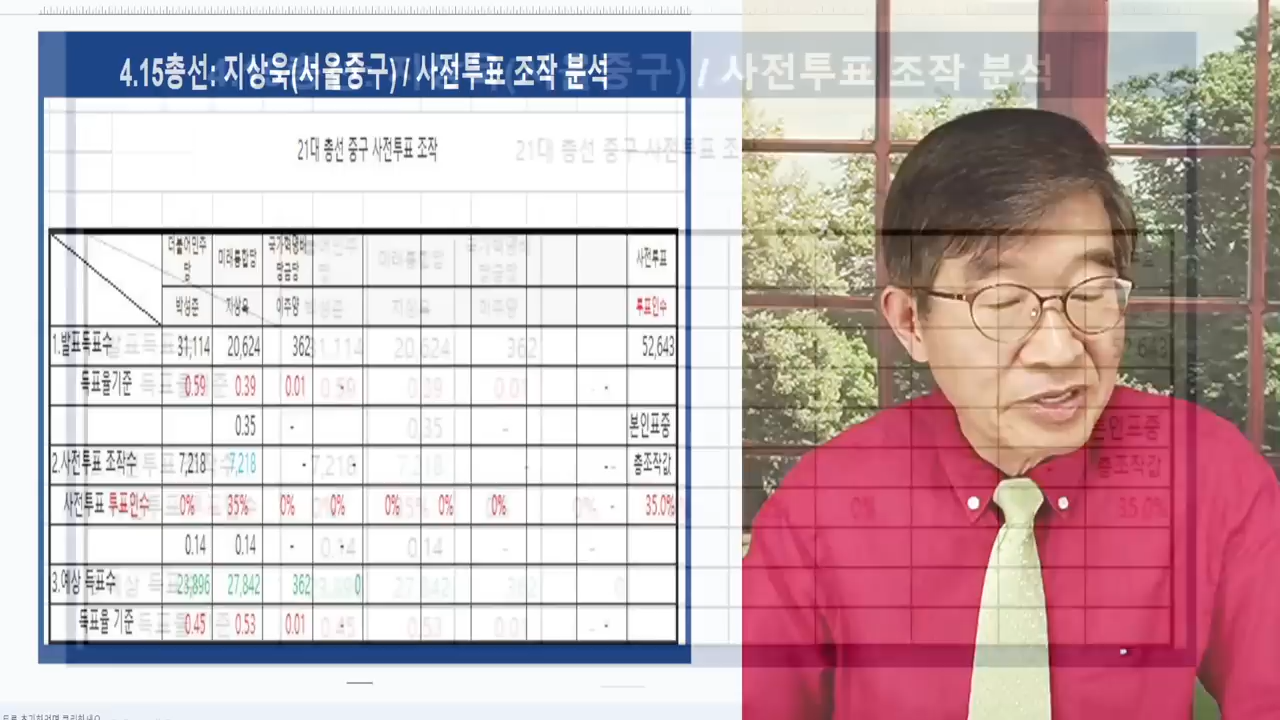 4.15총선: 지상욱(서울중구) / 사전투표 조작 분석
21대 총선 중구 사전투표 조작
더불어민주당 미래통합당 국가혁명배당금당 사전투표
박성준 지상욱 이주양 투표인수
1.발표득표수 31,114 20,624 362 52,643
득표율기준 0.59 0.39 0.01 -
0.35 - 본인표중
2.사전투표 조작수 7,218 7,218 - - - 총조작값
사전투표 투표인수 0% 35% 0% 0% 0% 0% 0% - 35.0%
0.14 0.14 - -
3.예상 득표수 23,896 27,842 362 0
득표율 기준 0.45 0.53 0.01 -